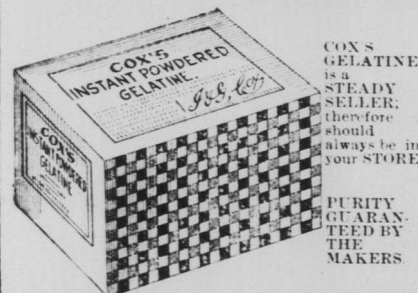 COX'S
INSTANT POWDERED
GELATINE.
J & G. Cox
COX'S
INSTANT POWDERED
GELATINE
COX S
GELATINE
is a
STEADY
SELLER;
therefore
should
always be in
your STORE
PURITY
GUARAN-
TEED BY
THE
MAKERS